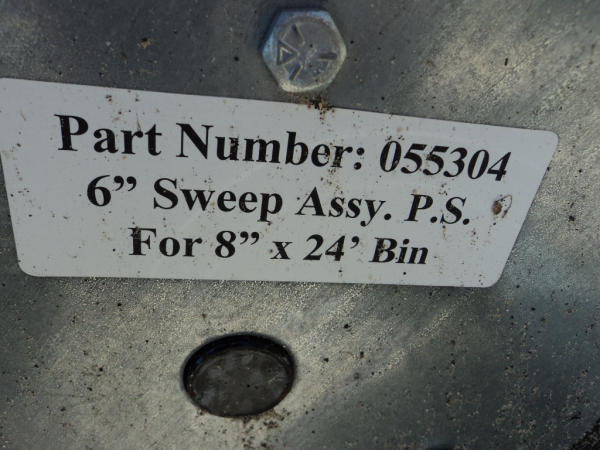 Part Number: 055304
6” Sweep Assy. P.S.
For 8” x 24’ Bin